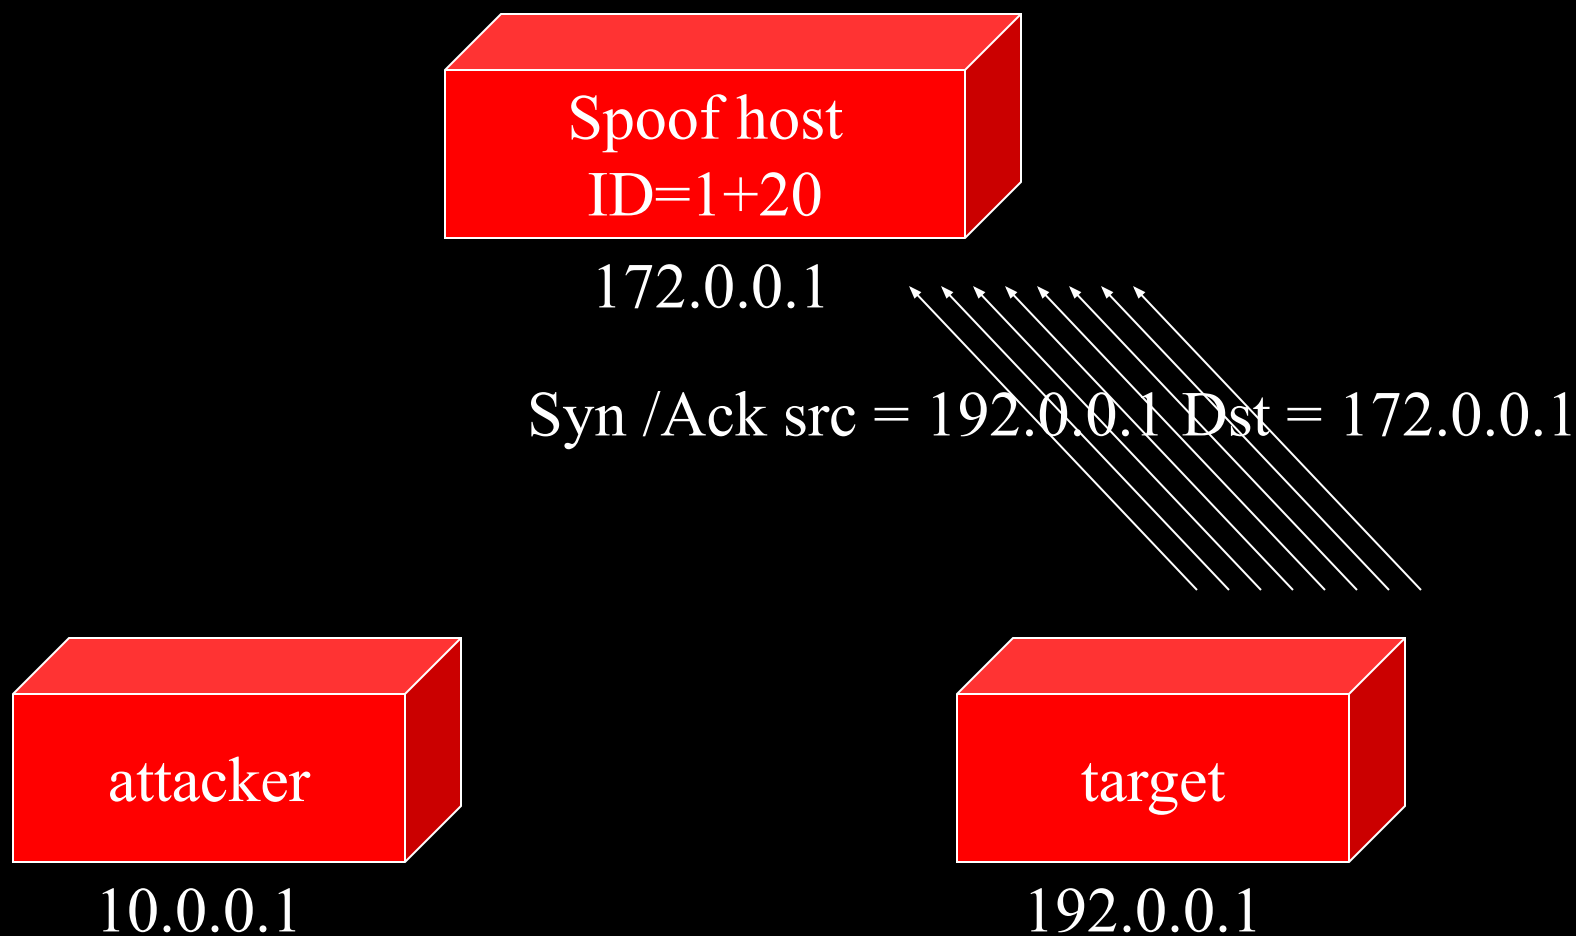 Spoof host
ID=1+20
172.0.0.1
Syn /Ack src = 192.0.0.1 Dst = 172.0.0.1
attacker
target
10.0.0.1
192.0.0.1